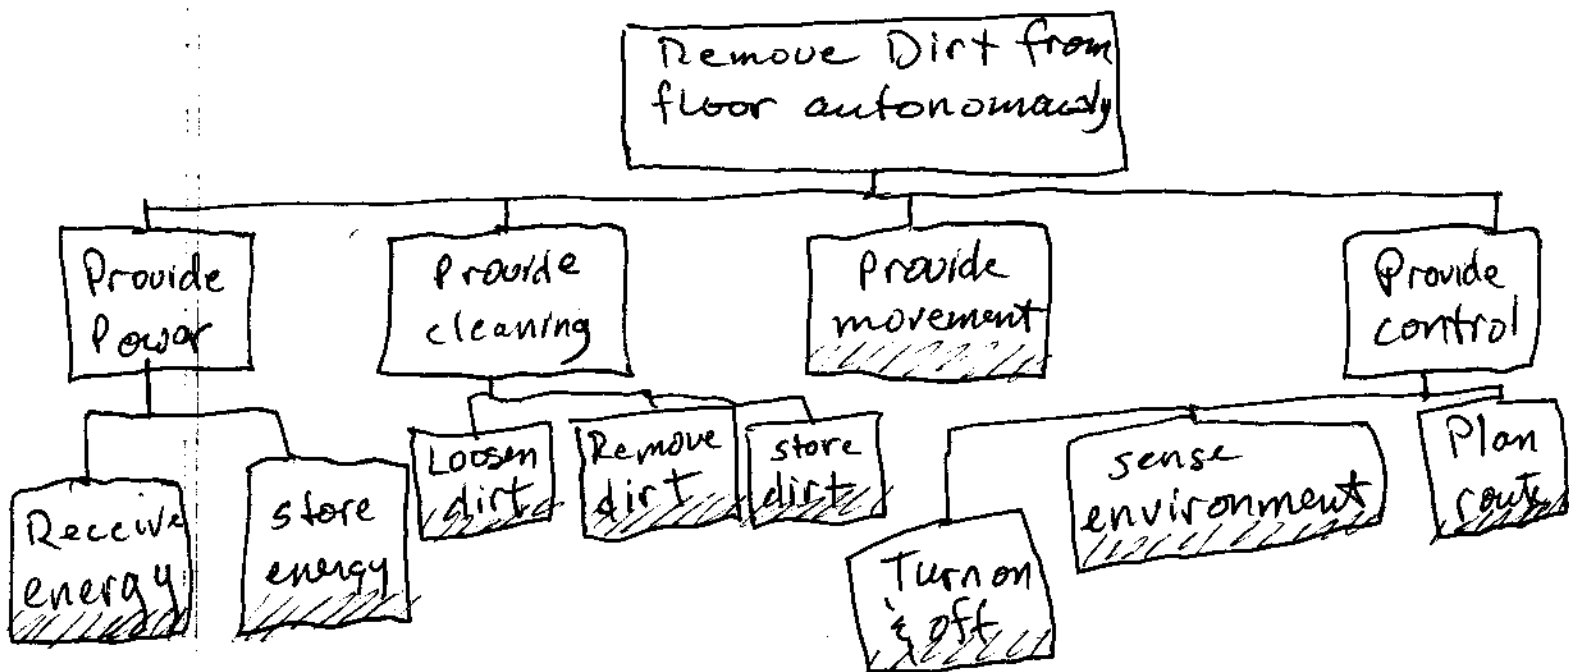 Remove Dirt from
floor autonomously
Provide
Power
Provide
cleaning
Provide
movement
Provide
control
Receive
energy
store
energy
Loosen
dirt
Remove
dirt
store
dirt
Turn on
& off
sense
environment
Plan
route